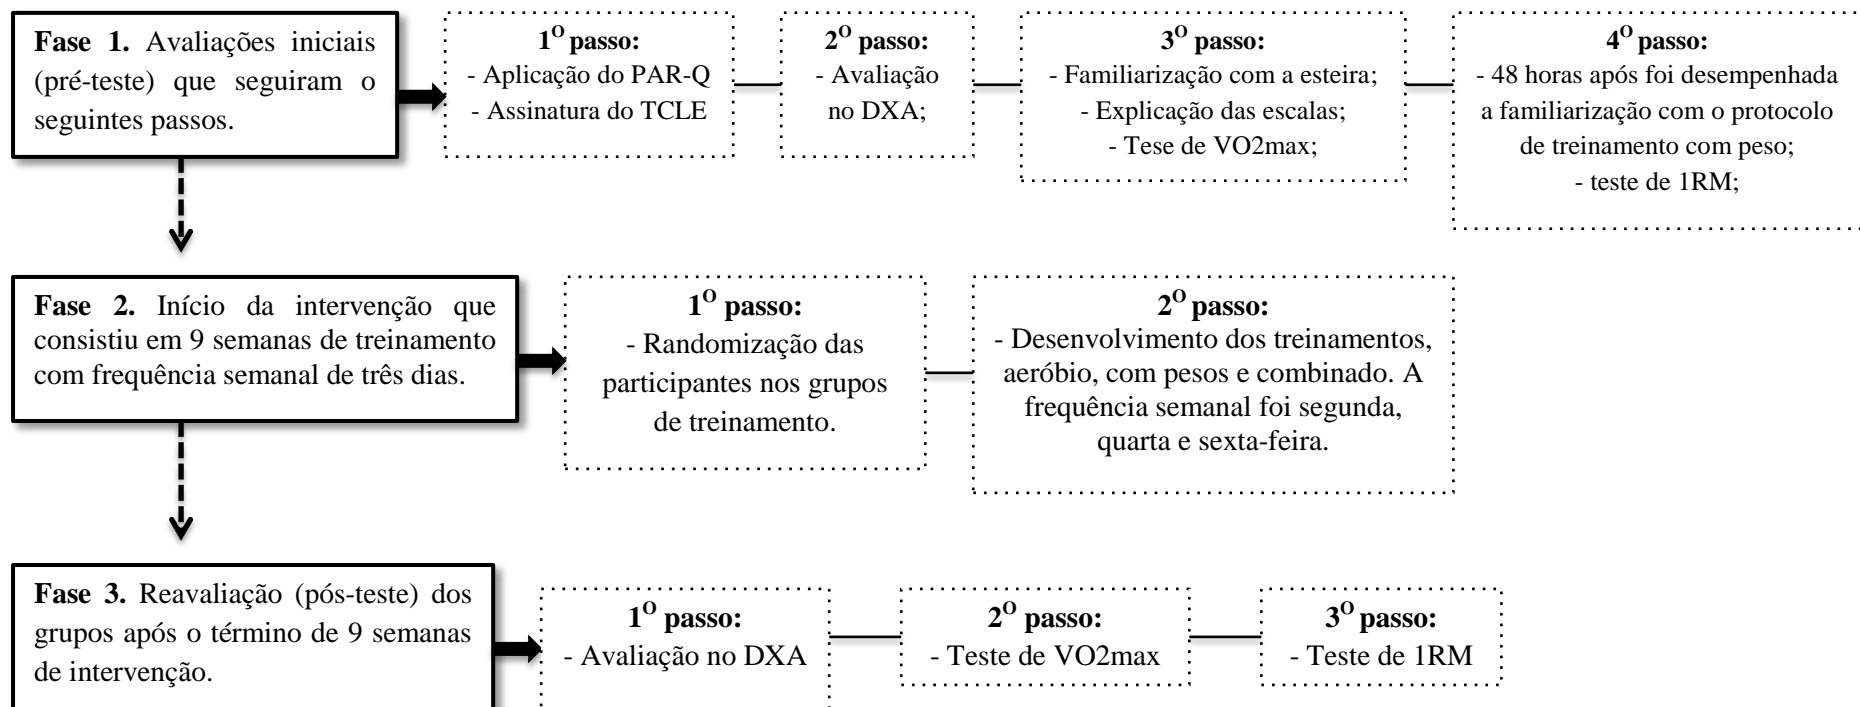 Fase 1. Avaliações iniciais
(pré-teste) que seguiram o
seguintes passos.
1O passo:
- Aplicação do PAR-Q
- Assinatura do TCLE
2O passo:
- Avaliação
no DXA;
3O passo:
- Familiarização com a esteira;
- Explicação das escalas;
- Tese de VO2max;
4O passo:
- 48 horas após foi desempenhada
a familiarização com o protocolo
de treinamento com peso;
- teste de 1RM;
Fase 2. Início da intervenção que
consistiu em 9 semanas de treinamento
com frequência semanal de três dias.
1O passo:
- Randomização das
participantes nos grupos
de treinamento.
2O passo:
- Desenvolvimento dos treinamentos,
aeróbio, com pesos e combinado. A
frequência semanal foi segunda,
quarta e sexta-feira.
Fase 3. Reavaliação (pós-teste) dos
grupos após o término de 9 semanas
de intervenção.
1O passo:
- Avaliação no DXA
2O passo:
- Teste de VO2max
3O passo:
- Teste de 1RM